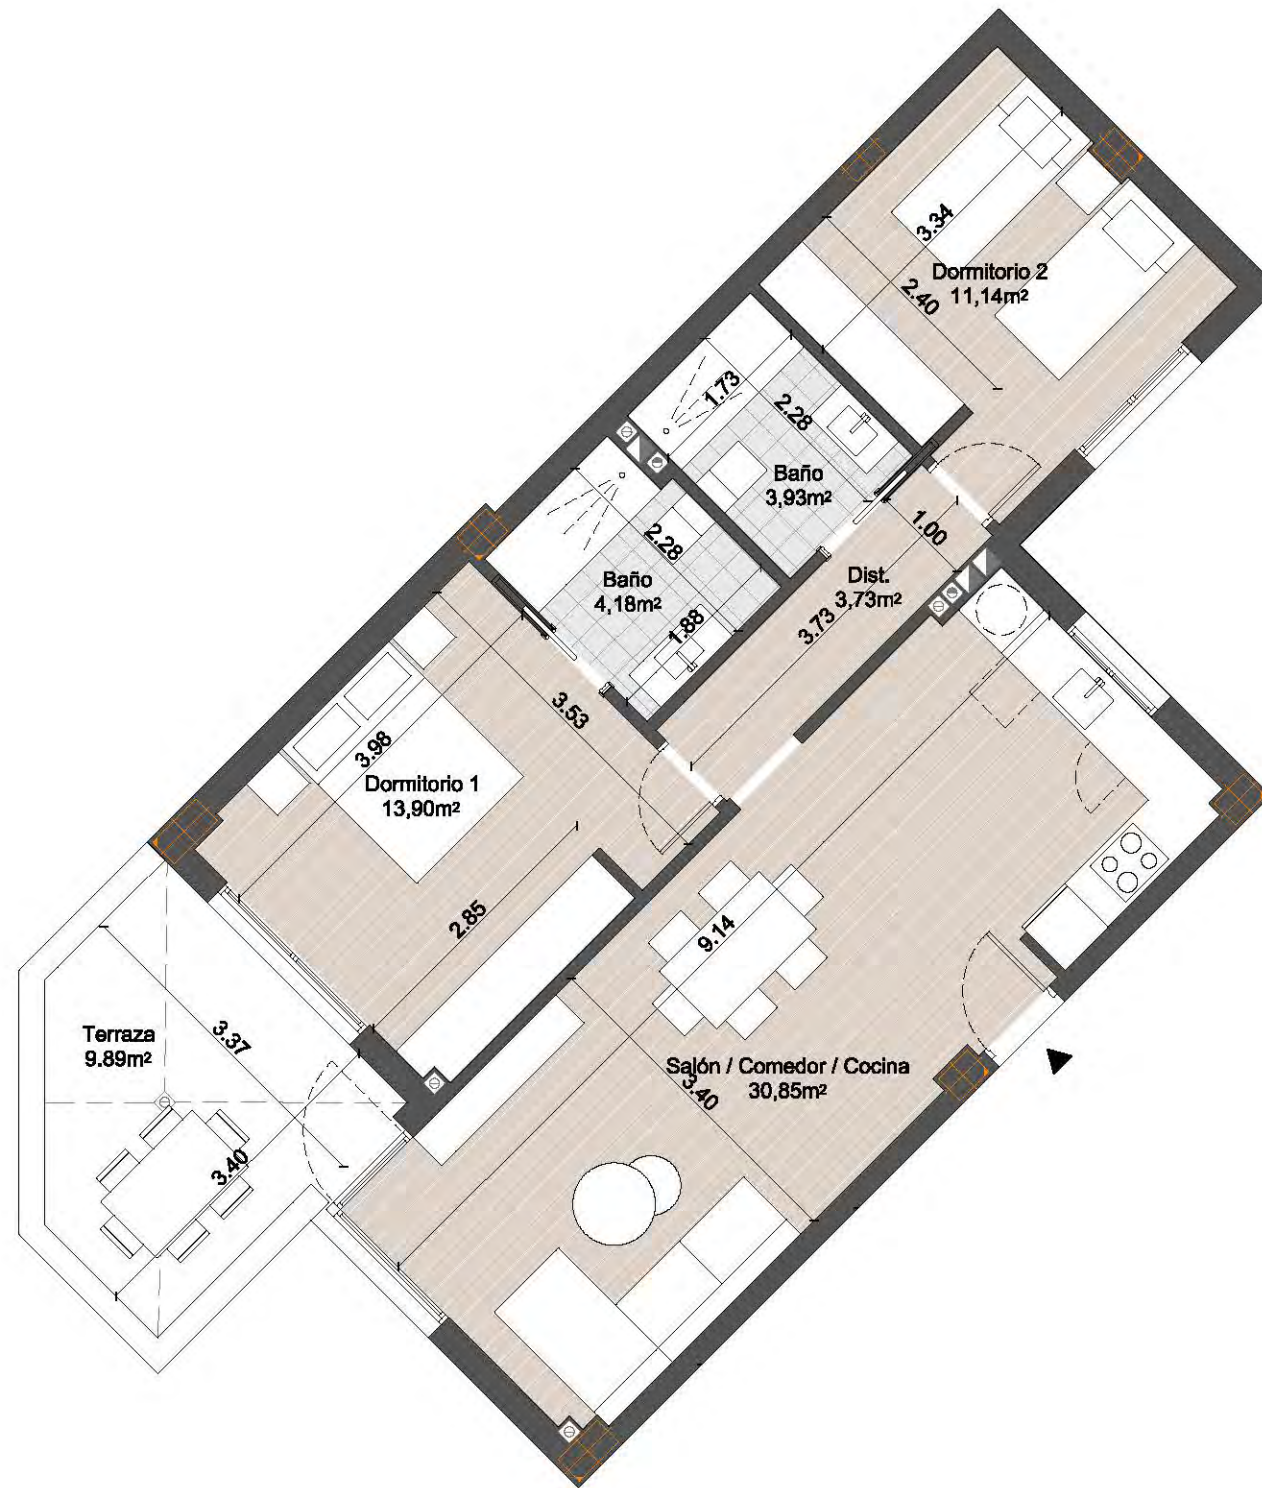 3.34
Dormitorio 2
11,14m²
2.40
1.73
2.28
Baño
3,93m²
1.00
2.28
Baño
4,18m²
1.88
Dist.
3,73m²
3.73
3.53
3.98
Dormitorio 1
13,90m²
2.85
9.14
Terraza
9.89m²
3.37
3.40
Salón / Comedor / Cocina
30,85m²
3.40